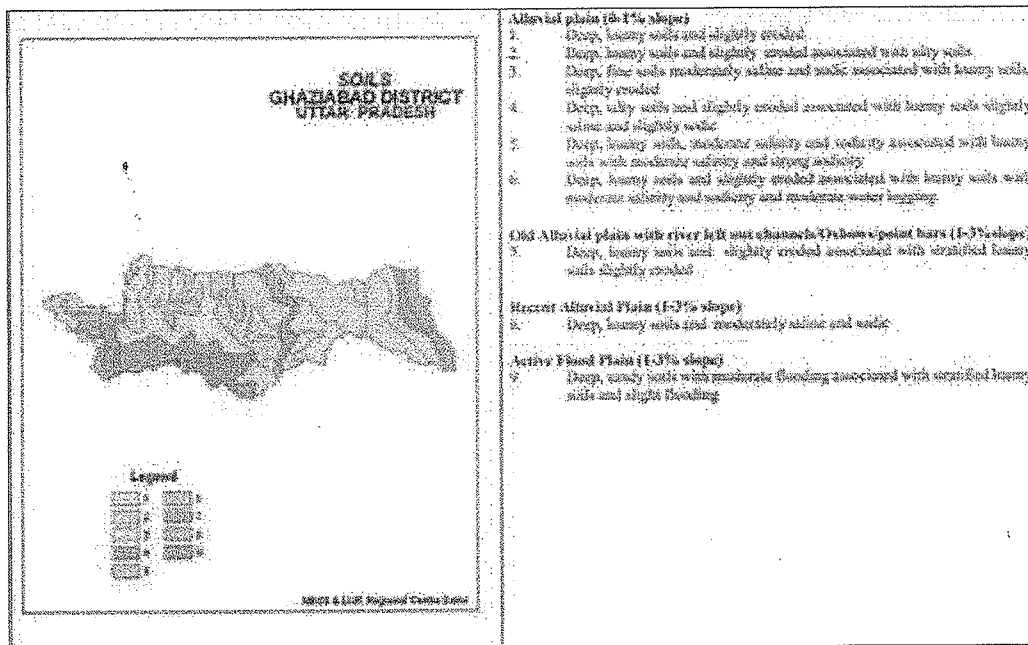 SOILS
GHAZIABAD DISTRICT
UTTAR PRADESH
Legend
Alluvial plain (0-1% slope)
1. Deep, loamy soils and slightly eroded
2. Deep, loamy soils and slightly eroded associated with silty soils
3. Deep, fine soils moderately saline and sodic associated with loamy soils,
slightly eroded
4. Deep, silty soils and slightly eroded associated with loamy soils slightly
saline and slightly sodic
5. Deep, loamy soils, moderate salinity and sodicity associated with loamy
soils with moderate salinity and strong sodicity
6. Deep, loamy soils and slightly eroded associated with loamy soils with
moderate salinity and sodicity and moderate water logging.
Old Alluvial plain with river left out channels/Oxbows/point bars (1-3%slope)
7. Deep, loamy soils and slightly eroded associated with stratified loamy
soils slightly eroded
Recent Alluvial Plain (1-3% slope)
8. Deep, loamy soils and moderately saline and sodic
Active Flood Plain (1-3% slope)
9. Deep, sandy soils with moderate flooding associated with stratified loamy
soils and slight flooding